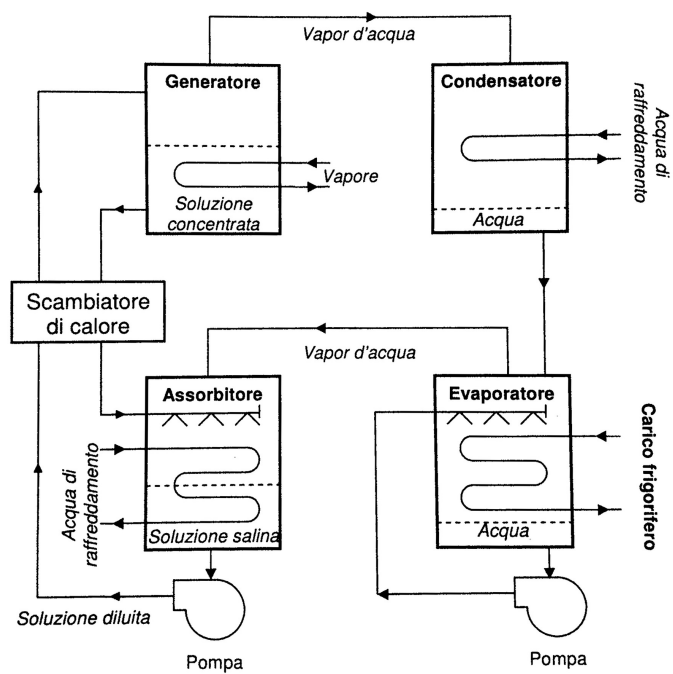 Vapor d'acqua
Generatore
Condensatore
Acqua di
raffreddamento
Vapore
Soluzione
concentrata
Acqua
Scambiatore
di calore
Vapor d'acqua
Assorbitore
Evaporatore
Carico frigorifero
Acqua di
raffreddamento
Soluzione salina
Acqua
Soluzione diluita
Pompa
Pompa